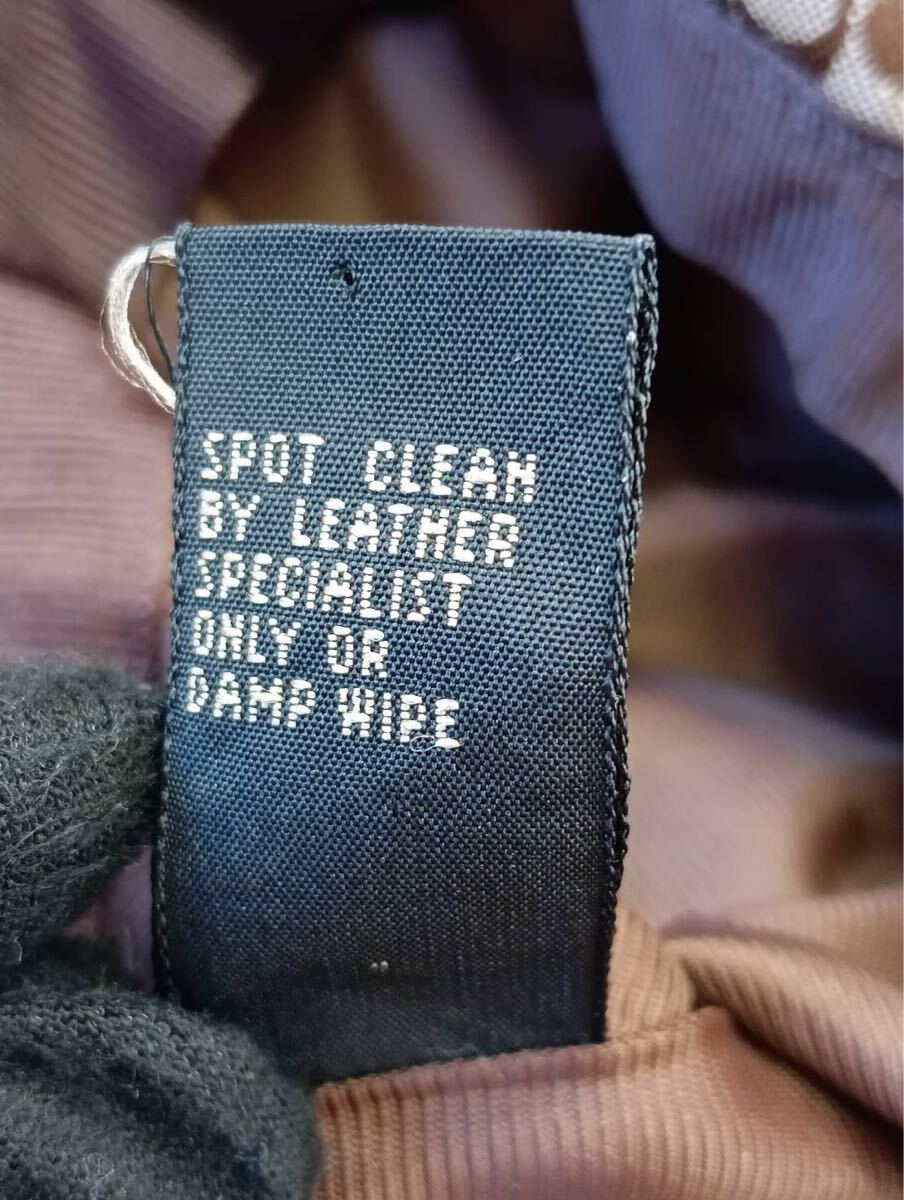 SPOT CLEAN
BY LEATHER
SPECIALIST
ONLY OR
DAMP WIPE